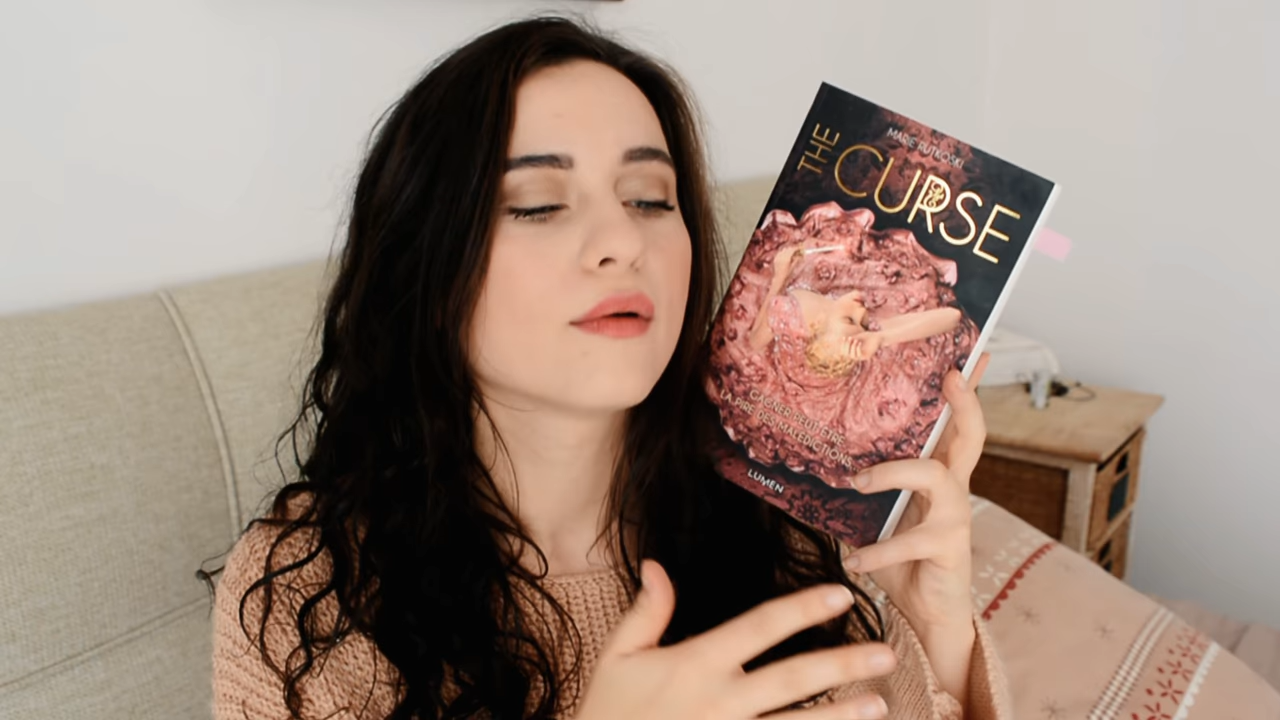 MARIE RUTKOSKI
THE
CURSE
GAGNER PEUT ÊTRE
LA PIRE DES MALÉDICTIONS...
LUMEN